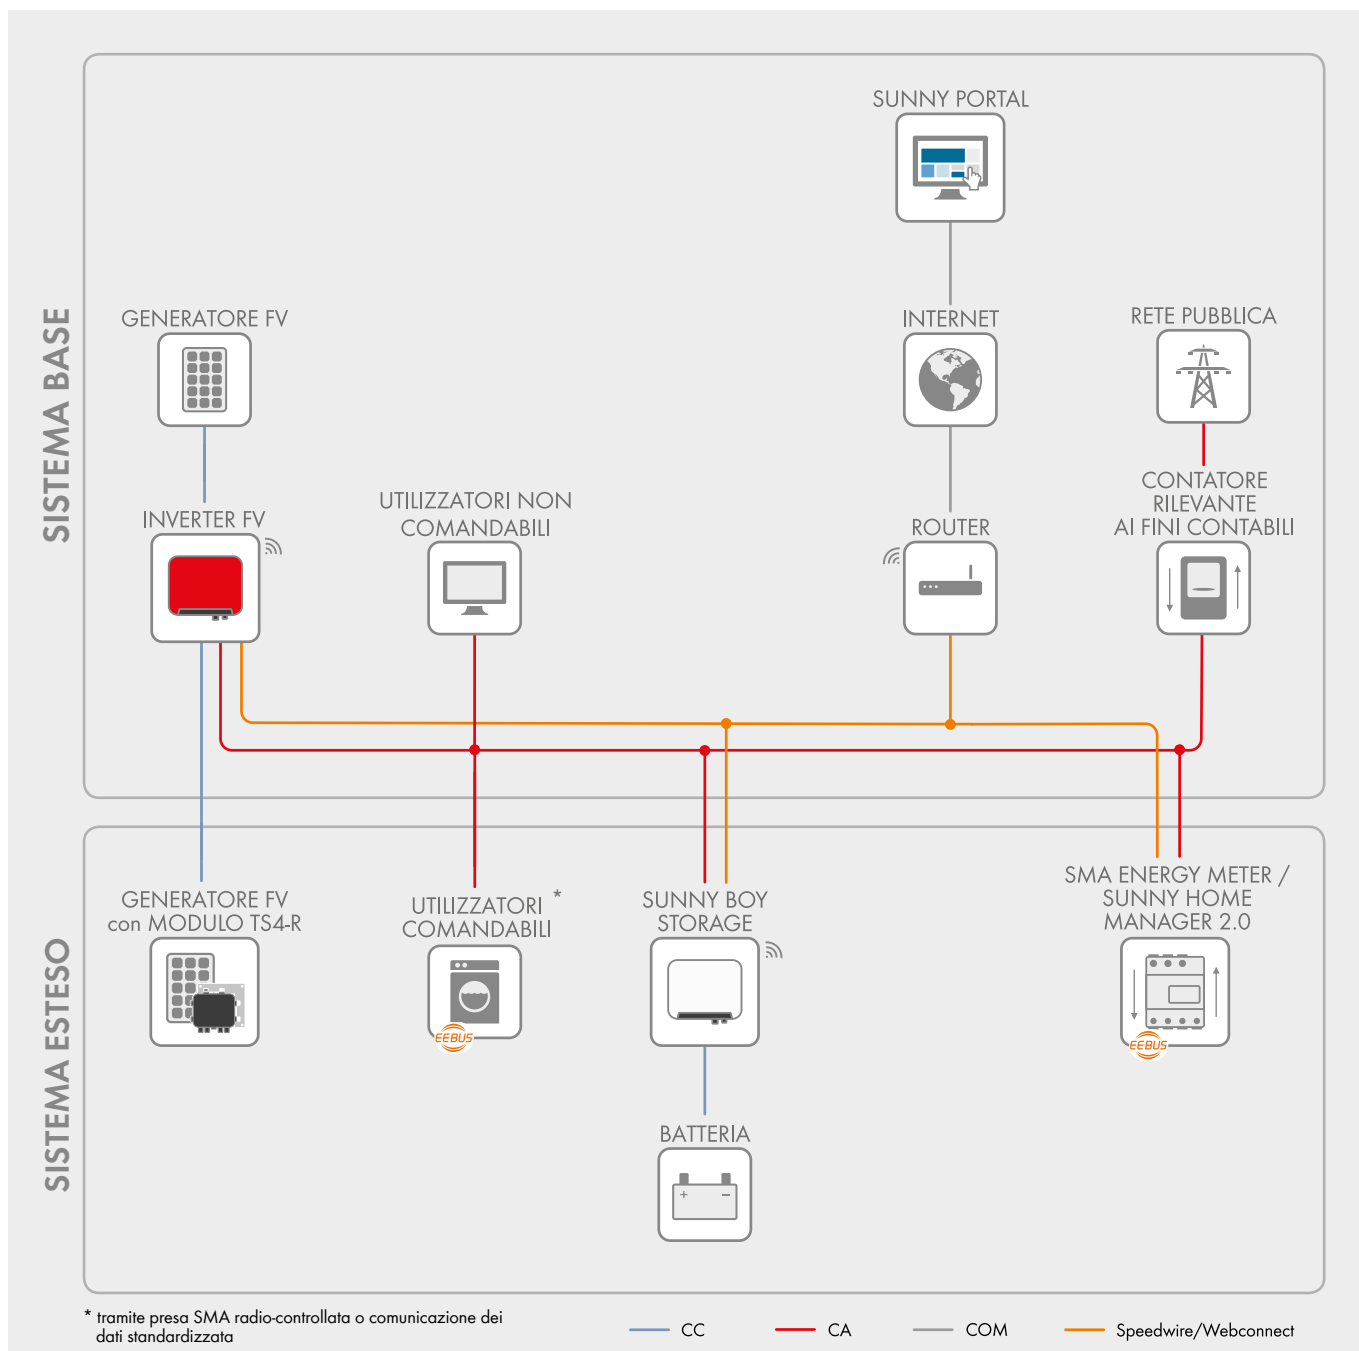 SISTEMA BASE
SUNNY PORTAL
GENERATORE FV
INTERNET
RETE PUBBLICA
INVERTER FV
UTILIZZATORI NON
COMANDABILI
ROUTER
CONTATORE
RILEVANTE
AI FINI CONTABILI
SISTEMA ESTESO
GENERATORE FV
con MODULO TS4-R
UTILIZZATORI *
COMANDABILI
EEBUS
SUNNY BOY
STORAGE
SMA ENERGY METER /
SUNNY HOME
MANAGER 2.0
EEBUS
BATTERIA
+ −
* tramite presa SMA radio-controllata o comunicazione dei
dati standardizzata
CC
CA
COM
Speedwire/Webconnect